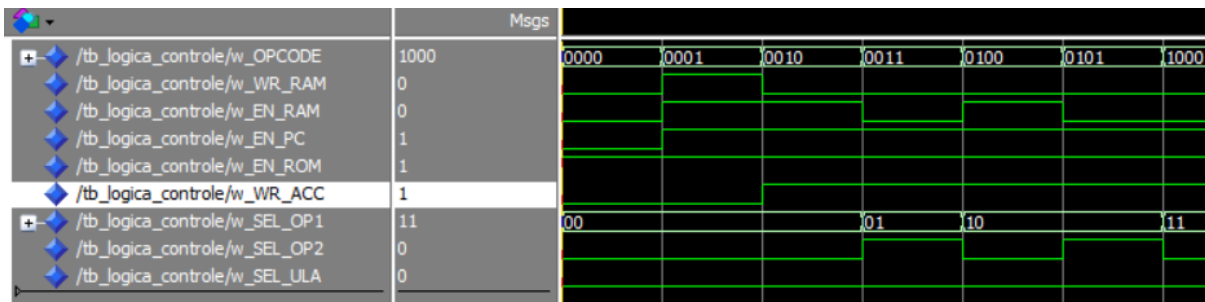 Msgs
/tb_logica_controle/w_OPCODE 1000 0000 0001 0010 0011 0100 0101 1000
/tb_logica_controle/w_WR_RAM 0
/tb_logica_controle/w_EN_RAM 0
/tb_logica_controle/w_EN_PC 1
/tb_logica_controle/w_EN_ROM 1
/tb_logica_controle/w_WR_ACC 1
/tb_logica_controle/w_SEL_OP1 11 00 01 10 11
/tb_logica_controle/w_SEL_OP2 0
/tb_logica_controle/w_SEL_ULA 0